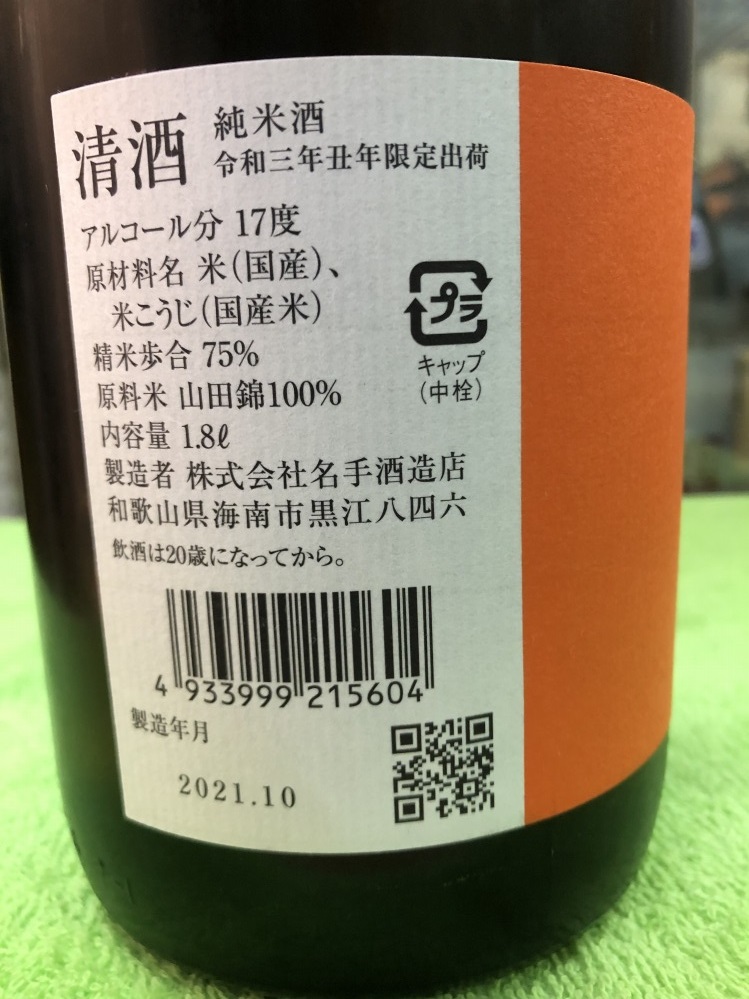 清酒 純米酒
令和三年丑年限定出荷
アルコール分 17度
原材料名 米(国産)、
米こうじ(国産米)
精米歩合 75%
原料米 山田錦100%
内容量 1.8ℓ
製造者 株式会社名手酒造店
和歌山県海南市黒江八四六
飲酒は20歳になってから。
プラ
キャップ
(中栓)
4 933999 215604
製造年月
2021.10